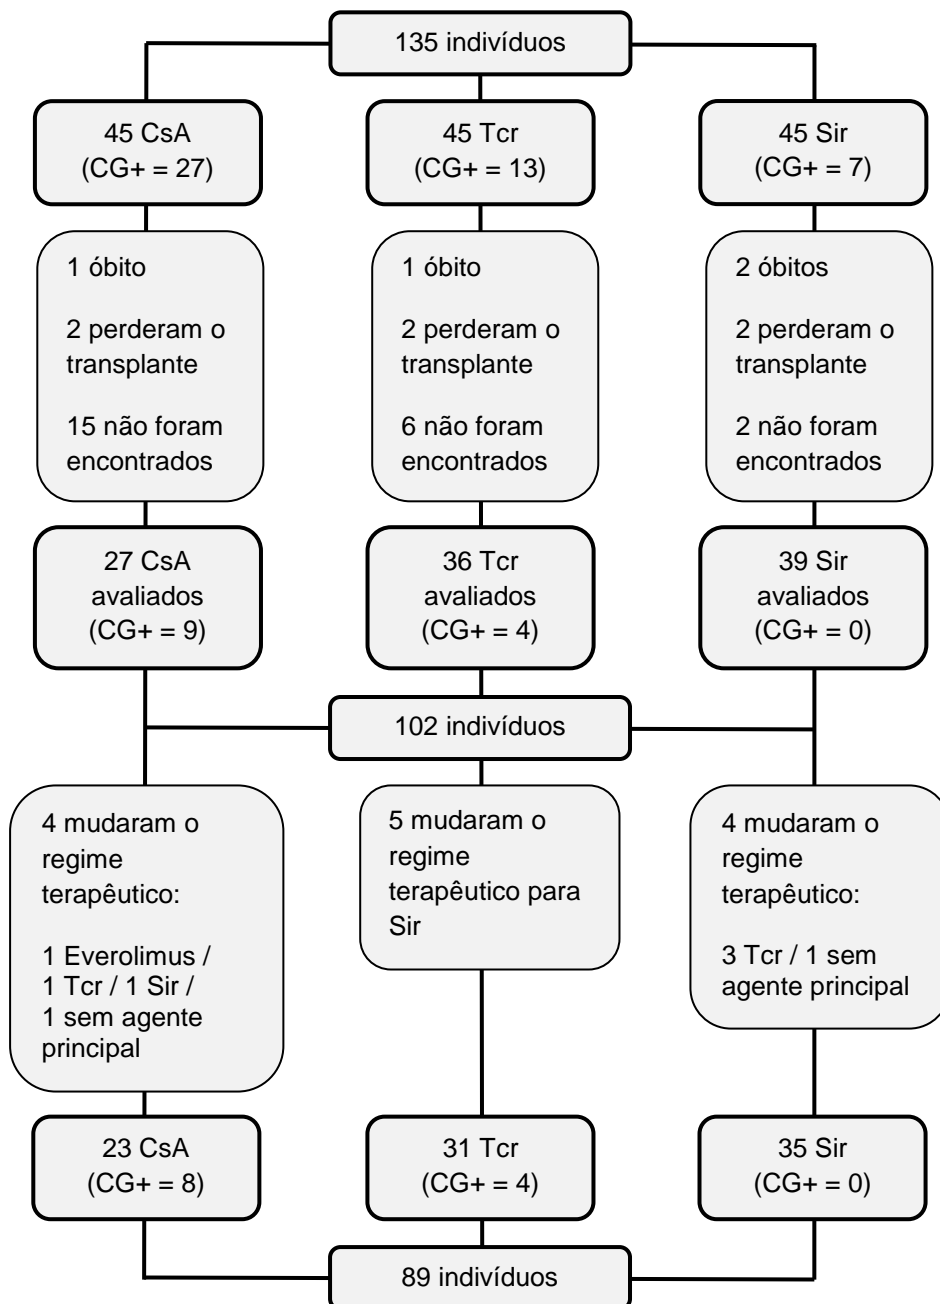 135 indivíduos
45 CsA
(CG+ = 27)
45 Tcr
(CG+ = 13)
45 Sir
(CG+ = 7)
1 óbito
2 perderam o
transplante
15 não foram
encontrados
1 óbito
2 perderam o
transplante
6 não foram
encontrados
2 óbitos
2 perderam o
transplante
2 não foram
encontrados
27 CsA
avaliados
(CG+ = 9)
36 Tcr
avaliados
(CG+ = 4)
39 Sir
avaliados
(CG+ = 0)
102 indivíduos
4 mudaram o
regime
terapêutico:
1 Everolimus /
1 Tcr / 1 Sir /
1 sem agente
principal
5 mudaram o
regime
terapêutico para
Sir
4 mudaram o
regime
terapêutico:
3 Tcr / 1 sem
agente principal
23 CsA
(CG+ = 8)
31 Tcr
(CG+ = 4)
35 Sir
(CG+ = 0)
89 indivíduos